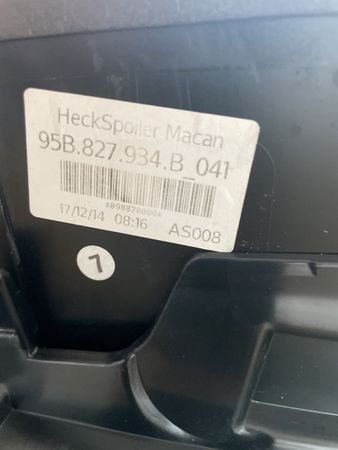 HeckSpoiler Macan
95B.827.934.B_041
17/12/14 08:16 AS008
7